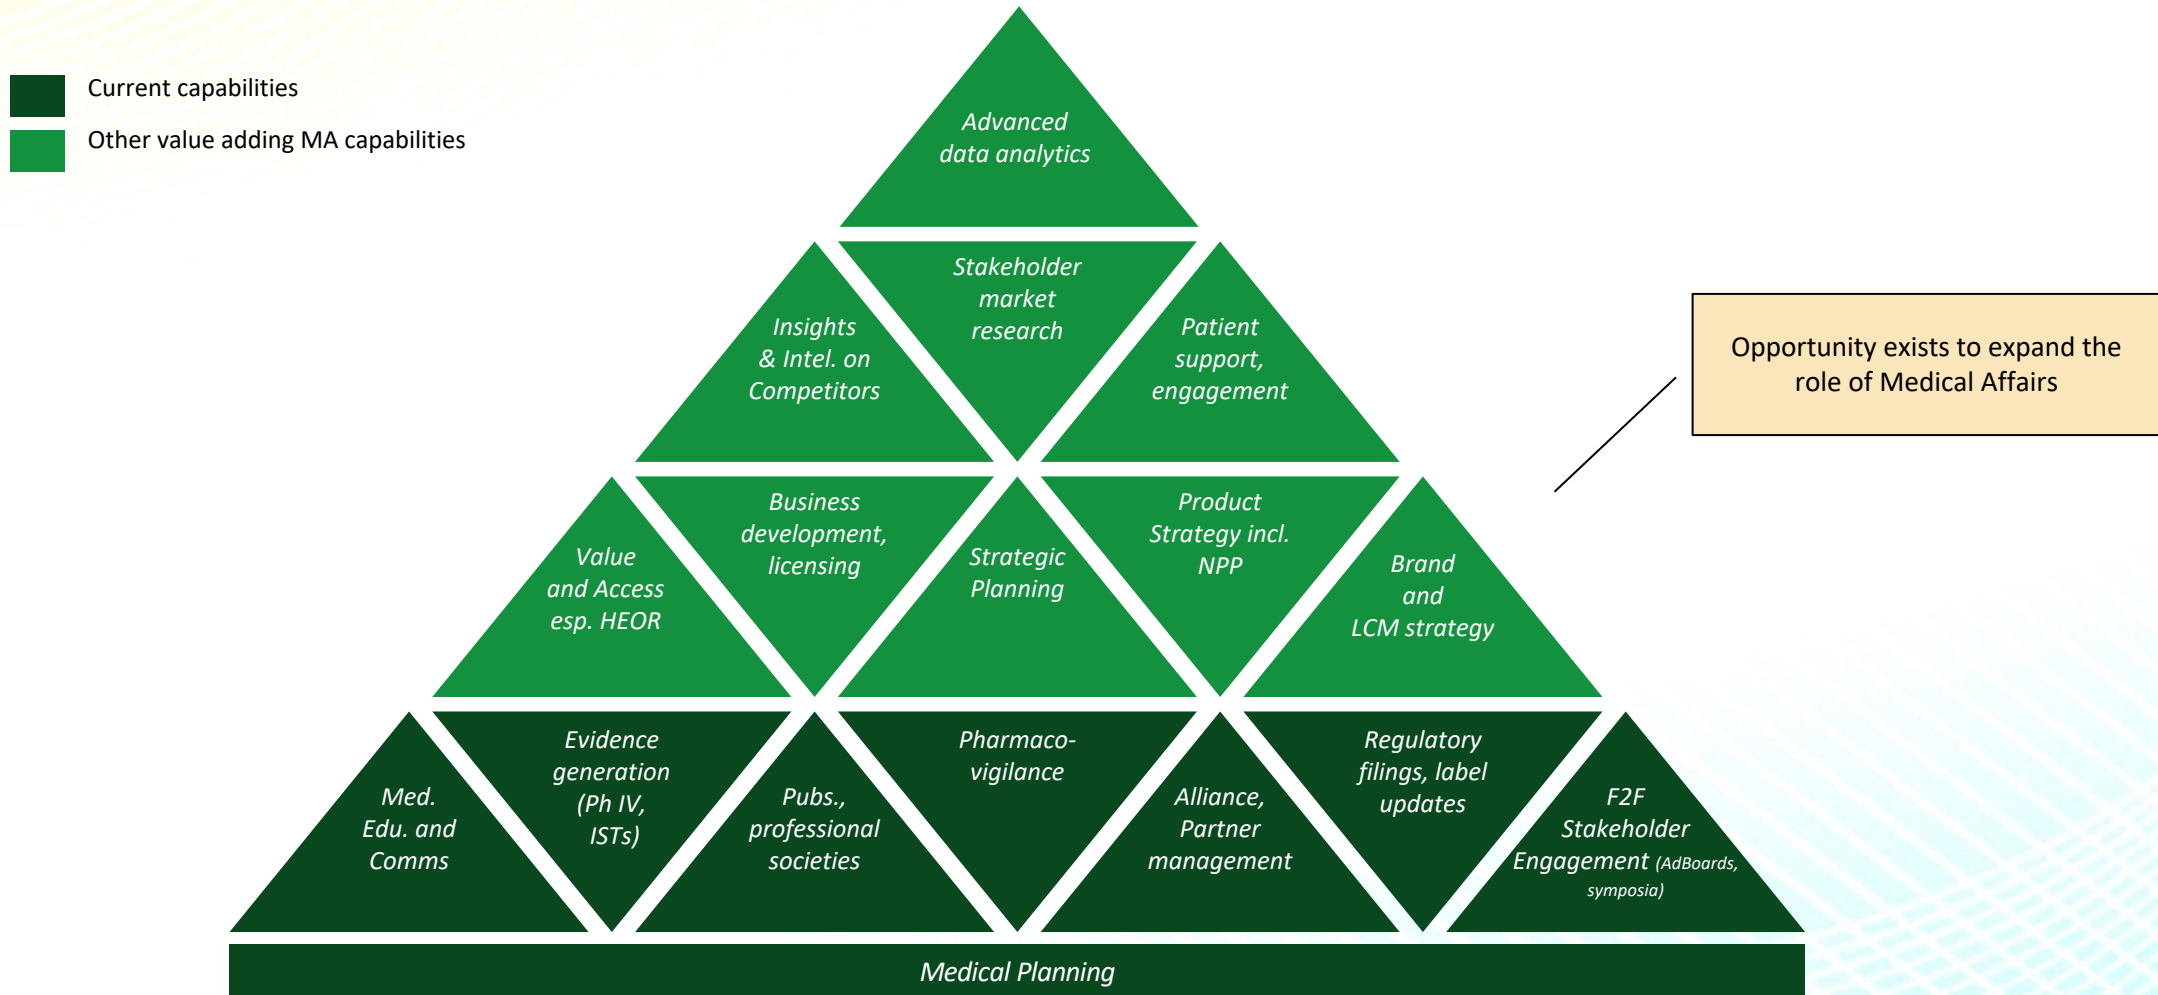 Current capabilities
Other value adding MA capabilities
Advanced
data analytics
Insights
& Intel. on
Competitors
Stakeholder
market
research
Patient
support,
engagement
Opportunity exists to expand the
role of Medical Affairs
Value
and Access
esp. HEOR
Business
development,
licensing
Strategic
Planning
Product
Strategy incl.
NPP
Brand
and
LCM strategy
Med.
Edu. and
Comms
Evidence
generation
(Ph IV,
ISTs)
Pubs.,
professional
societies
Pharmaco-
vigilance
Alliance,
Partner
management
Regulatory
filings, label
updates
F2F
Stakeholder
Engagement (AdBoards,
symposia)
Medical Planning